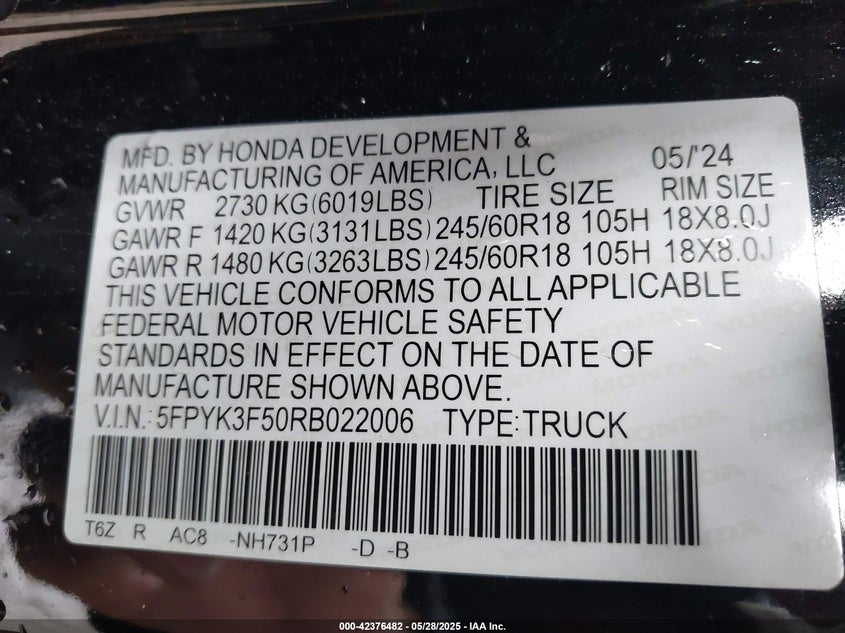 MFD. BY HONDA DEVELOPMENT &
MANUFACTURING OF AMERICA, LLC 05/'24
GVWR 2730 KG(6019LBS) TIRE SIZE RIM SIZE
GAWR F 1420 KG(3131LBS) 245/60R18 105H 18X8.0J
GAWR R 1480 KG(3263LBS) 245/60R18 105H 18X8.0J
THIS VEHICLE CONFORMS TO ALL APPLICABLE
FEDERAL MOTOR VEHICLE SAFETY
STANDARDS IN EFFECT ON THE DATE OF
MANUFACTURE SHOWN ABOVE.
V.I.N.: 5FPYK3F50RB022006 TYPE: TRUCK
T6Z R AC8 -NH731P -D -B
000-42376482 - 05/28/2025 - IAA Inc.